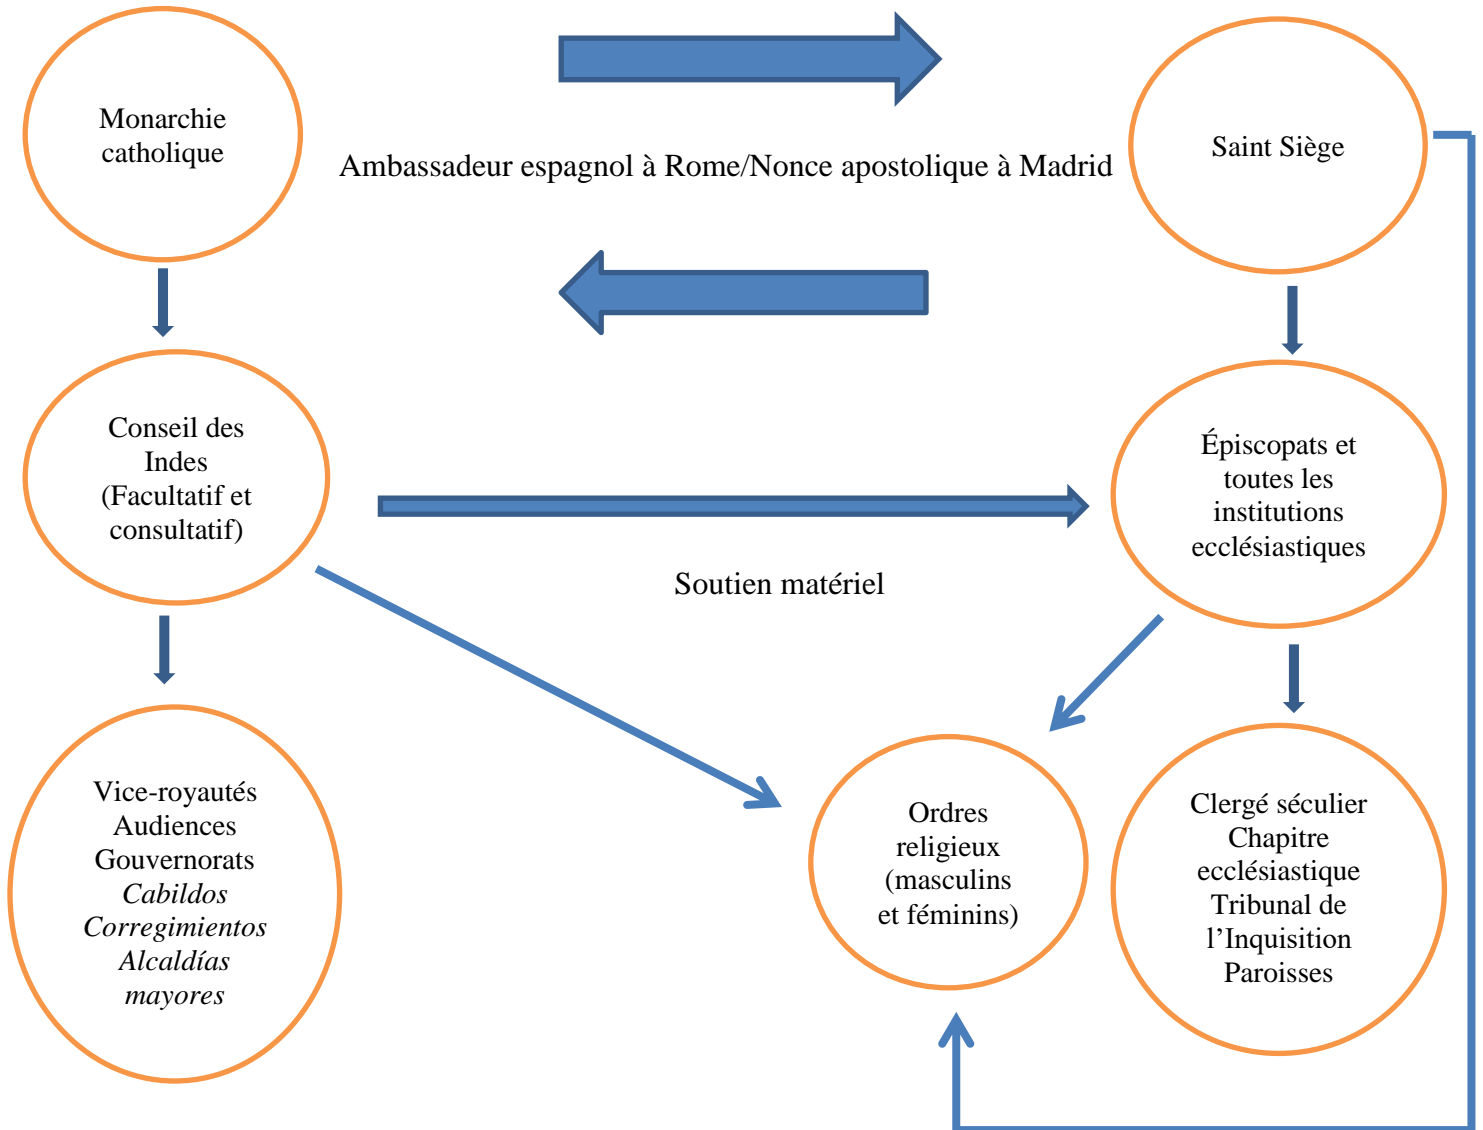 Monarchie
catholique
Ambassadeur espagnol à Rome/Nonce apostolique à Madrid
Saint Siège
Conseil des
Indes
(Facultatif et
consultatif)
Soutien matériel
Épiscopats et
toutes les
institutions
ecclésiastiques
Vice-royautés
Audiences
Gouvernorats
Cabildos
Corregimientos
Alcaldías
mayores
Ordres
religieux
(masculins
et féminins)
Clergé séculier
Chapitre
ecclésiastique
Tribunal de
l’Inquisition
Paroisses